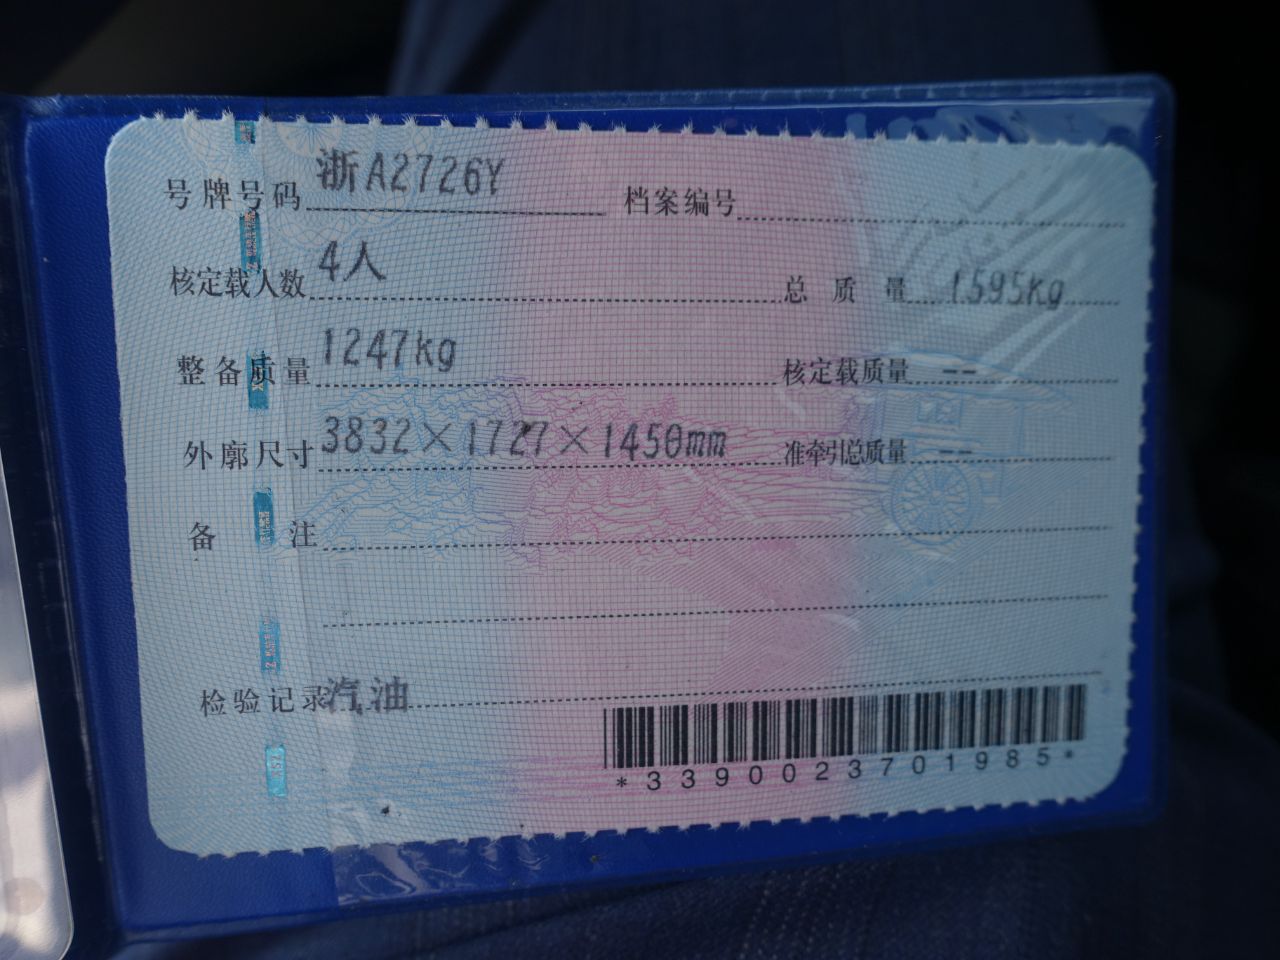 号牌号码 浙A2726Y 档案编号
核定载人数 4人 总质量 1595kg
整备质量 1247kg 核定载质量 --
外廓尺寸 3832×1727×1450mm 准牵引总质量 --
备注
检验记录 汽油
*3390023701985*